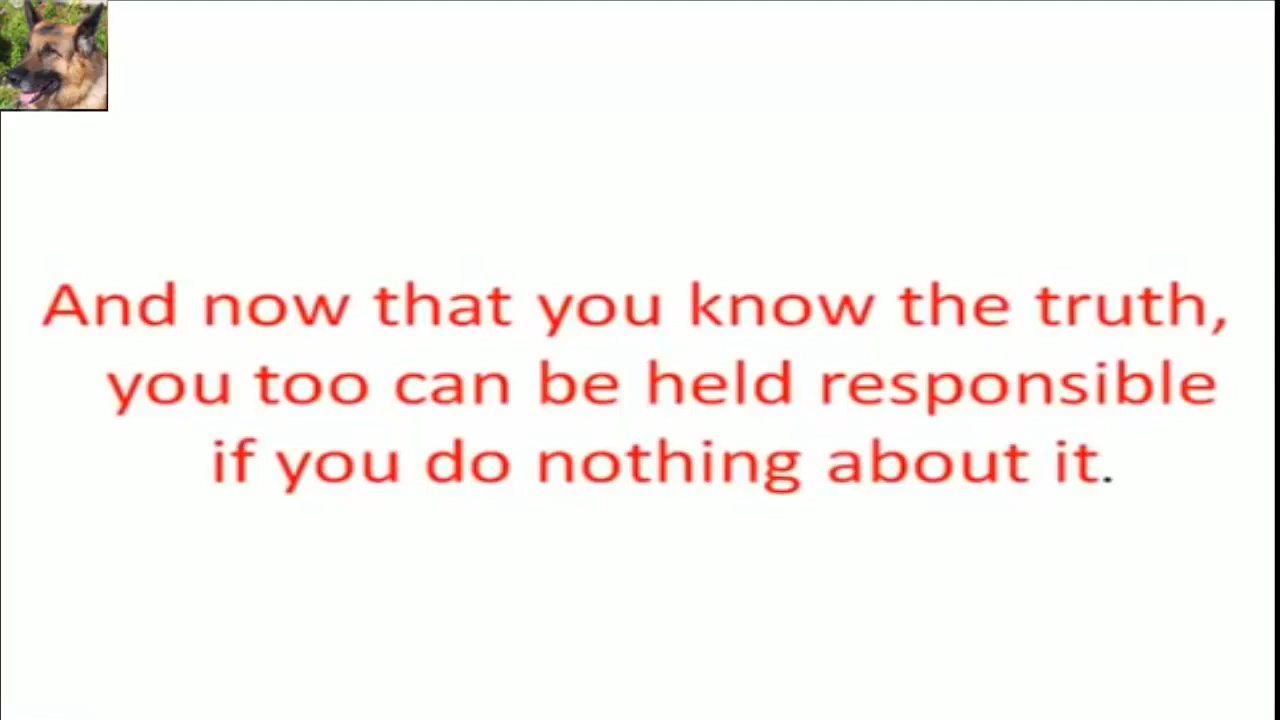 And now that you know the truth,
you too can be held responsible
if you do nothing about it.